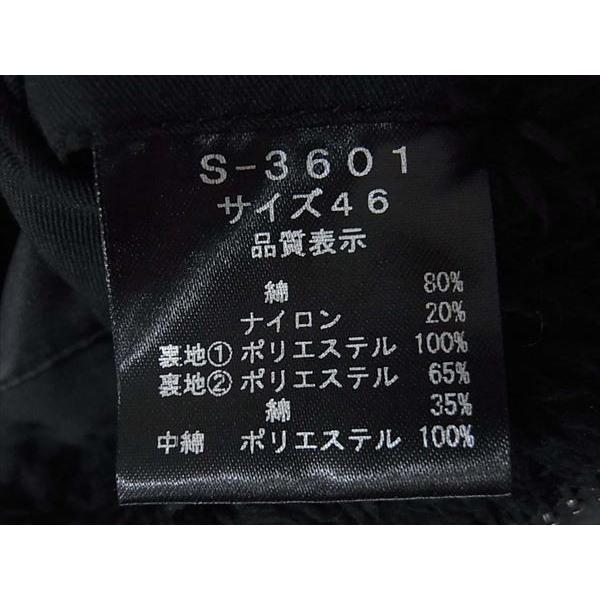 S-3601
サイズ46
品質表示
綿 80%
ナイロン 20%
裏地① ポリエステル 100%
裏地② ポリエステル 65%
綿 35%
中綿 ポリエステル 100%